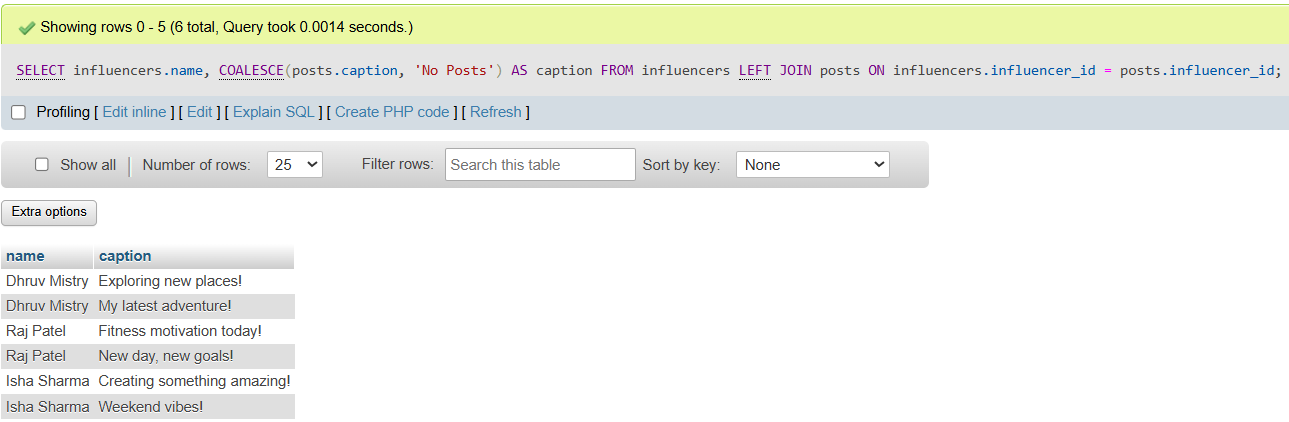 Showing rows 0 - 5 (6 total, Query took 0.0014 seconds.)
SELECT influencers.name, COALESCE(posts.caption, 'No Posts') AS caption FROM influencers LEFT JOIN posts ON influencers.influencer_id = posts.influencer_id;
Profiling [ Edit inline ] [ Edit ] [ Explain SQL ] [ Create PHP code ] [ Refresh ]
Show all | Number of rows: 25 Filter rows: Search this table Sort by key: None
Extra options
name caption
Dhruv Mistry Exploring new places!
Dhruv Mistry My latest adventure!
Raj Patel Fitness motivation today!
Raj Patel New day, new goals!
Isha Sharma Creating something amazing!
Isha Sharma Weekend vibes!